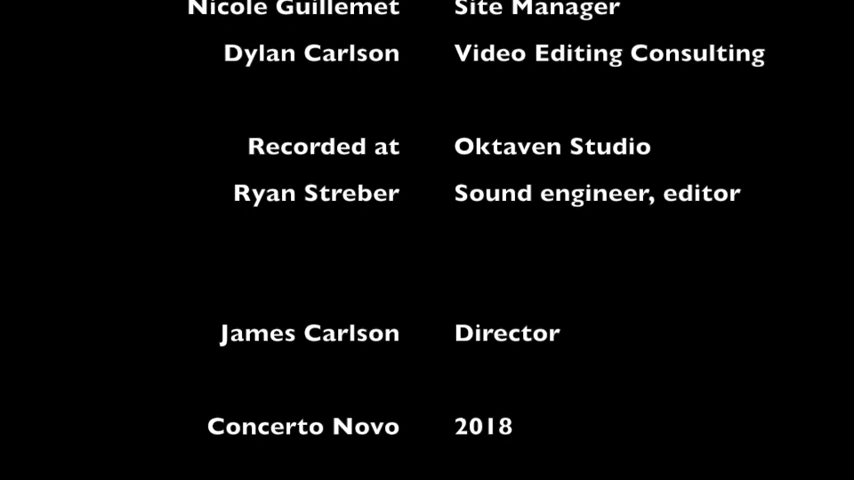 Nicole Guillemet Site Manager
Dylan Carlson Video Editing Consulting
Recorded at Oktaven Studio
Ryan Streber Sound engineer, editor
James Carlson Director
Concerto Novo 2018